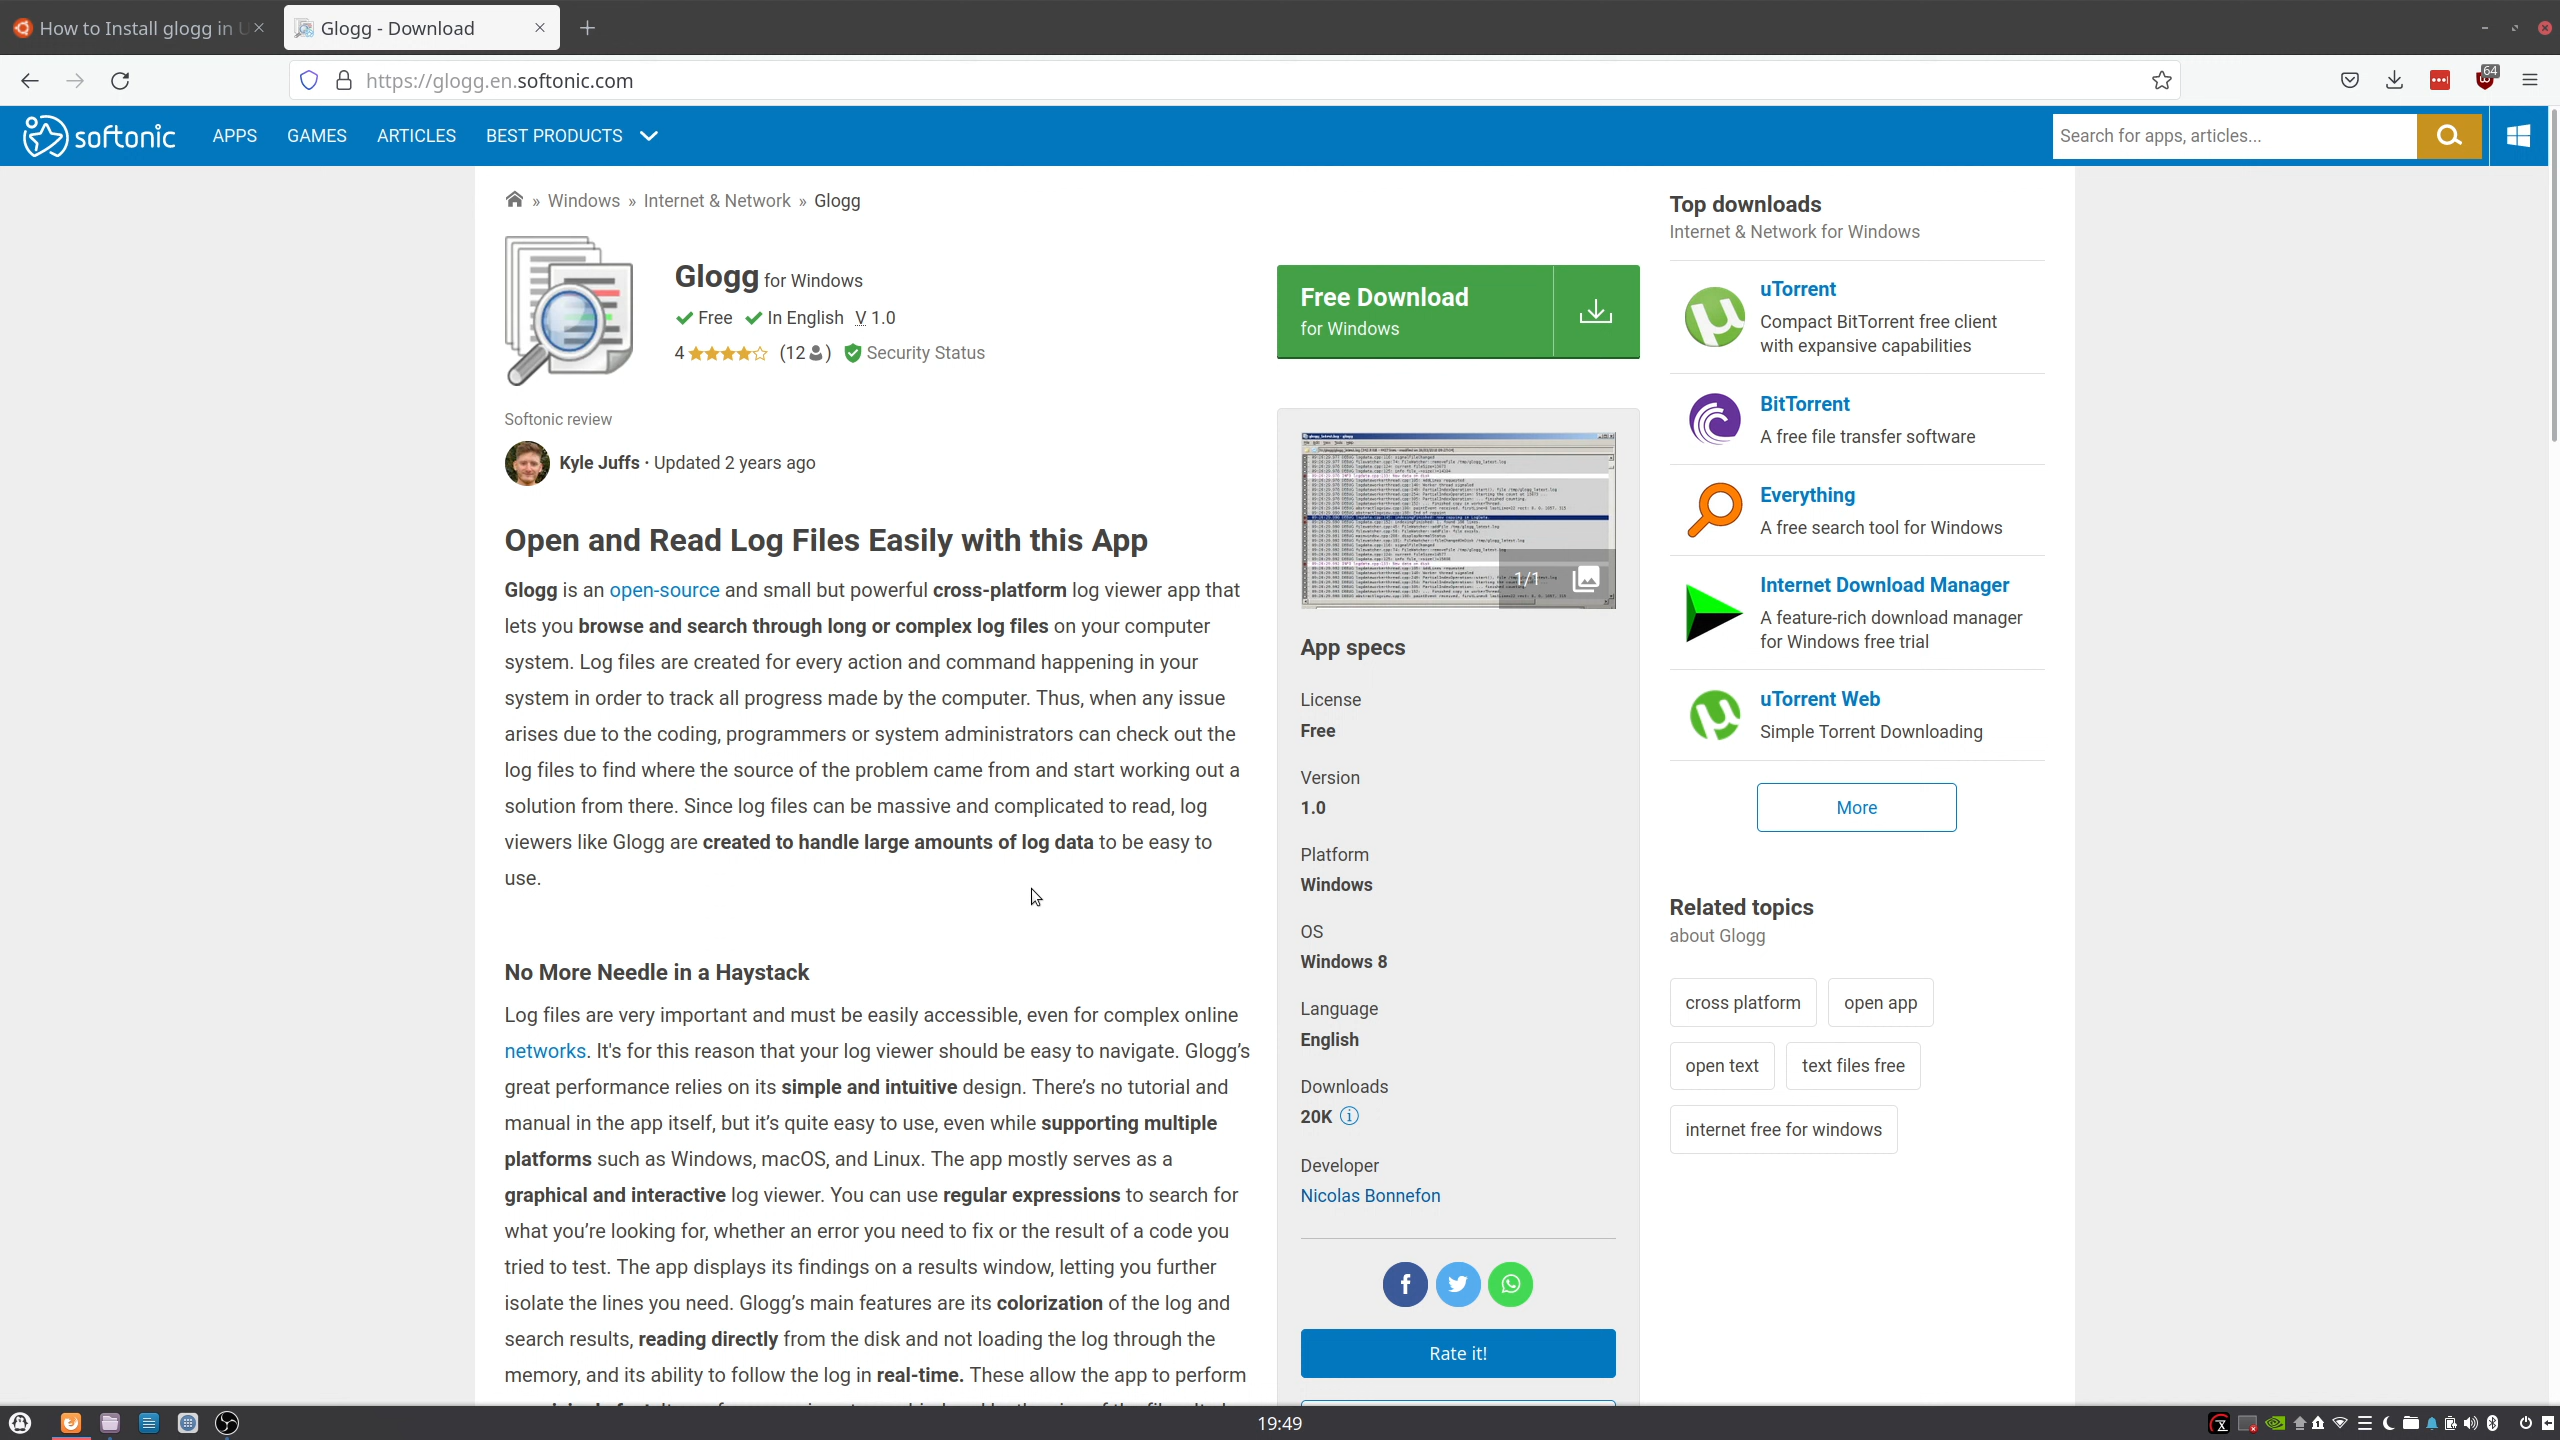 How to Install glogg in U
Glogg - Download
https://glogg.en.softonic.com
64
softonic
APPS
GAMES
ARTICLES
BEST PRODUCTS
Search for apps, articles...
» Windows » Internet & Network » Glogg
Glogg for Windows
Free In English V 1.0
4 (12 ) Security Status
Free Download
for Windows
Softonic review
Kyle Juffs · Updated 2 years ago
Open and Read Log Files Easily with this App
Glogg is an open-source and small but powerful cross-platform log viewer app that
lets you browse and search through long or complex log files on your computer
system. Log files are created for every action and command happening in your
system in order to track all progress made by the computer. Thus, when any issue
arises due to the coding, programmers or system administrators can check out the
log files to find where the source of the problem came from and start working out a
solution from there. Since log files can be massive and complicated to read, log
viewers like Glogg are created to handle large amounts of log data to be easy to
use.
No More Needle in a Haystack
Log files are very important and must be easily accessible, even for complex online
networks. It's for this reason that your log viewer should be easy to navigate. Glogg’s
great performance relies on its simple and intuitive design. There’s no tutorial and
manual in the app itself, but it’s quite easy to use, even while supporting multiple
platforms such as Windows, macOS, and Linux. The app mostly serves as a
graphical and interactive log viewer. You can use regular expressions to search for
what you’re looking for, whether an error you need to fix or the result of a code you
tried to test. The app displays its findings on a results window, letting you further
isolate the lines you need. Glogg’s main features are its colorization of the log and
search results, reading directly from the disk and not loading the log through the
memory, and its ability to follow the log in real-time. These allow the app to perform
1/1
App specs
License
Free
Version
1.0
Platform
Windows
OS
Windows 8
Language
English
Downloads
20K
Developer
Nicolas Bonnefon
Rate it!
Top downloads
Internet & Network for Windows
uTorrent
Compact BitTorrent free client
with expansive capabilities
BitTorrent
A free file transfer software
Everything
A free search tool for Windows
Internet Download Manager
A feature-rich download manager
for Windows free trial
uTorrent Web
Simple Torrent Downloading
More
Related topics
about Glogg
cross platform
open app
open text
text files free
internet free for windows
19:49